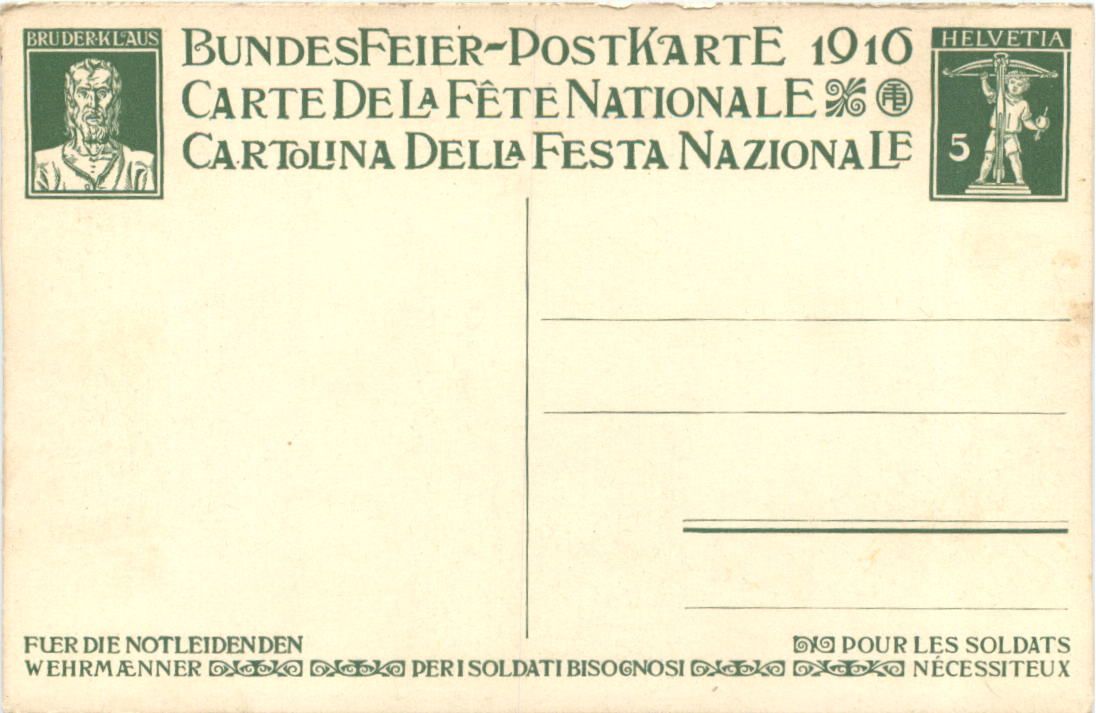 BRUDER·KLAUS
BUNDESFEIER-POSTKARTE 1916
CARTE DE LA FÊTE NATIONALE
CARTOLINA DELLA FESTA NAZIONALE
HELVETIA
5
FUER DIE NOTLEIDENDEN
WEHRMÆNNER
PER I SOLDATI BISOGNOSI
POUR LES SOLDATS
NÉCESSITEUX